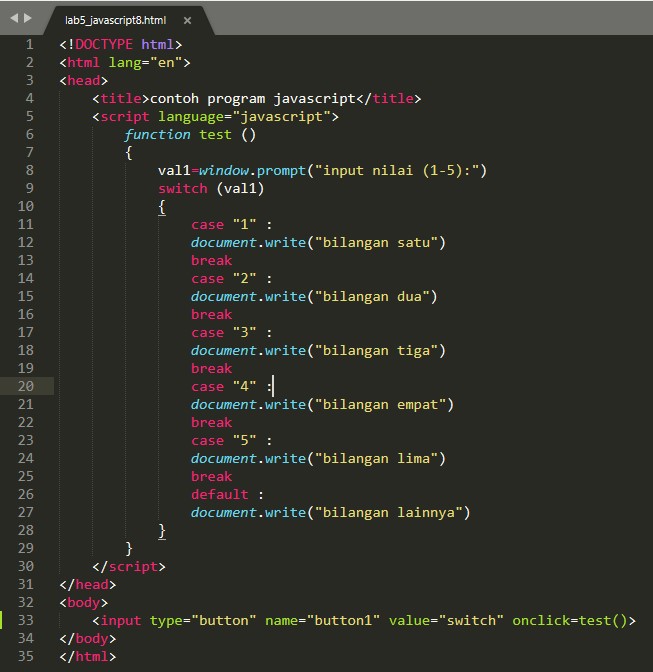 lab5_javascript8.html ×
1 <!DOCTYPE html>
2 <html lang="en">
3 <head>
4     <title>contoh program javascript</title>
5     <script language="javascript">
6         function test ()
7         {
8             val1=window.prompt("input nilai (1-5):")
9             switch (val1)
10             {
11                 case "1" :
12                 document.write("bilangan satu")
13                 break
14                 case "2" :
15                 document.write("bilangan dua")
16                 break
17                 case "3" :
18                 document.write("bilangan tiga")
19                 break
20                 case "4" :
21                 document.write("bilangan empat")
22                 break
23                 case "5" :
24                 document.write("bilangan lima")
25                 break
26                 default :
27                 document.write("bilangan lainnya")
28             }
29         }
30     </script>
31 </head>
32 <body>
33     <input type="button" name="button1" value="switch" onclick=test()>
34 </body>
35 </html>